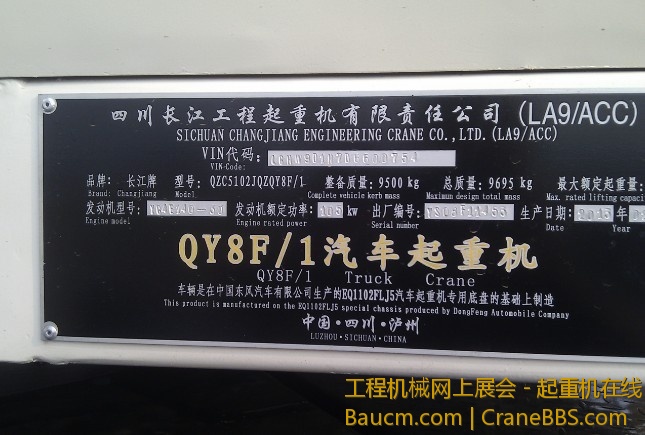 四川长江工程起重机有限责任公司(LA9/ACC)
SICHUAN CHANGJIANG ENGINEERING CRANE CO.,LTD.(LA9/ACC)
VIN代码:
VIN-Code:
品牌: 长江牌 型号: QZC5102JQZQY8F/1 整备质量: 9500 kg 总质量: 9695 kg 最大额定起重量:
Brand: Changjiang Model Complete vehicle kerb mass Maximum design total mass Max. rated lifting capacity
发动机型号: 发动机额定功率: 105 kw 出厂编号: 生产日期: 2015 年
Engine model Engine rated power Serial number Date Year
QY8F/1汽车起重机
QY8F/1 Truck Crane
车辆是在中国东风汽车有限公司生产的EQ1102FLJ5汽车起重机专用底盘的基础上制造
This product is manufactured on the EQ1102FLJ5 special chassis produced by DongFeng Automobile Company
中国·四川·泸州
LUZHOU·SICHUAN·CHINA
工程机械网上展会 - 起重机在线
Baucm.com | CraneBBS.com